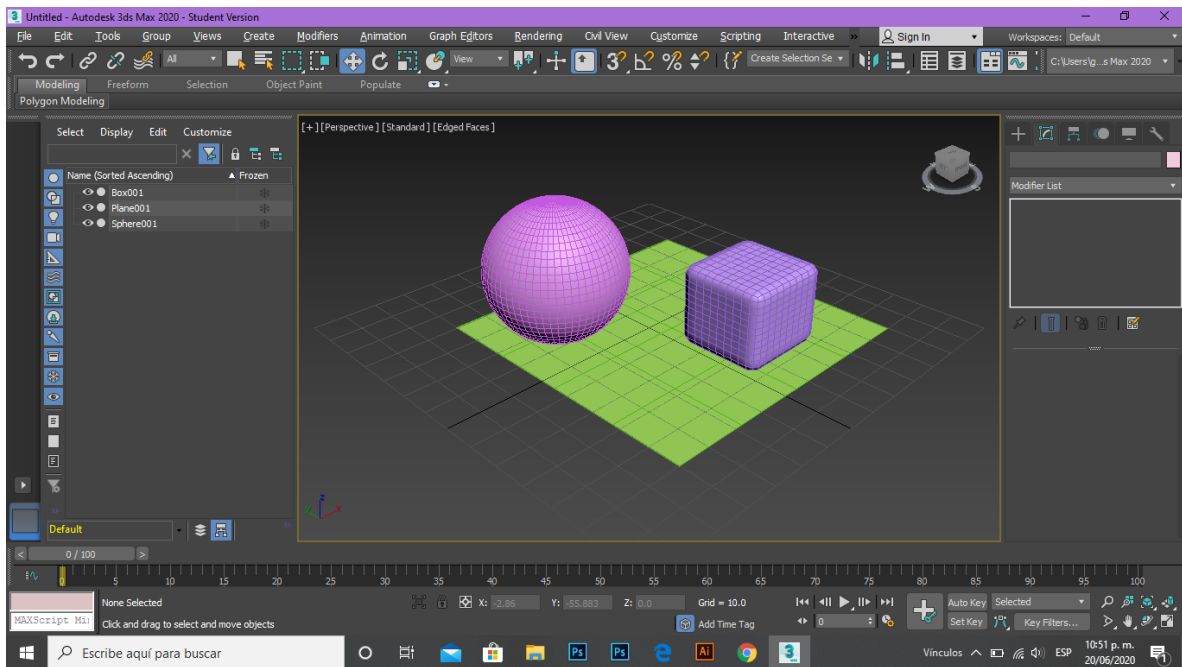 Untitled - Autodesk 3ds Max 2020 - Student Version
File Edit Tools Group Views Create Modifiers Animation Graph Editors Rendering Civil View Customize Scripting Interactive » Sign In Workspaces: Default
All View Create Selection Se C:\Users\g...s Max 2020
Modeling Freeform Selection Object Paint Populate
Polygon Modeling
Select Display Edit Customize
[+] [Perspective] [Standard] [Edged Faces]
Name (Sorted Ascending) ▲ Frozen
Box001
Plane001
Sphere001
Modifier List
z
x
Default
< 0 / 100 >
0 5 10 15 20 25 30 35 40 45 50 55 60 65 70 75 80 85 90 95 100
None Selected X: -2.86 Y: -55.883 Z: 0.0 Grid = 10.0 Auto Key Selected
MAXScript Mi Click and drag to select and move objects Add Time Tag 0 Set Key Key Filters...
Escribe aquí para buscar Ps Ps Ai 3 Vínculos ESP 10:51 p. m.
20/06/2020